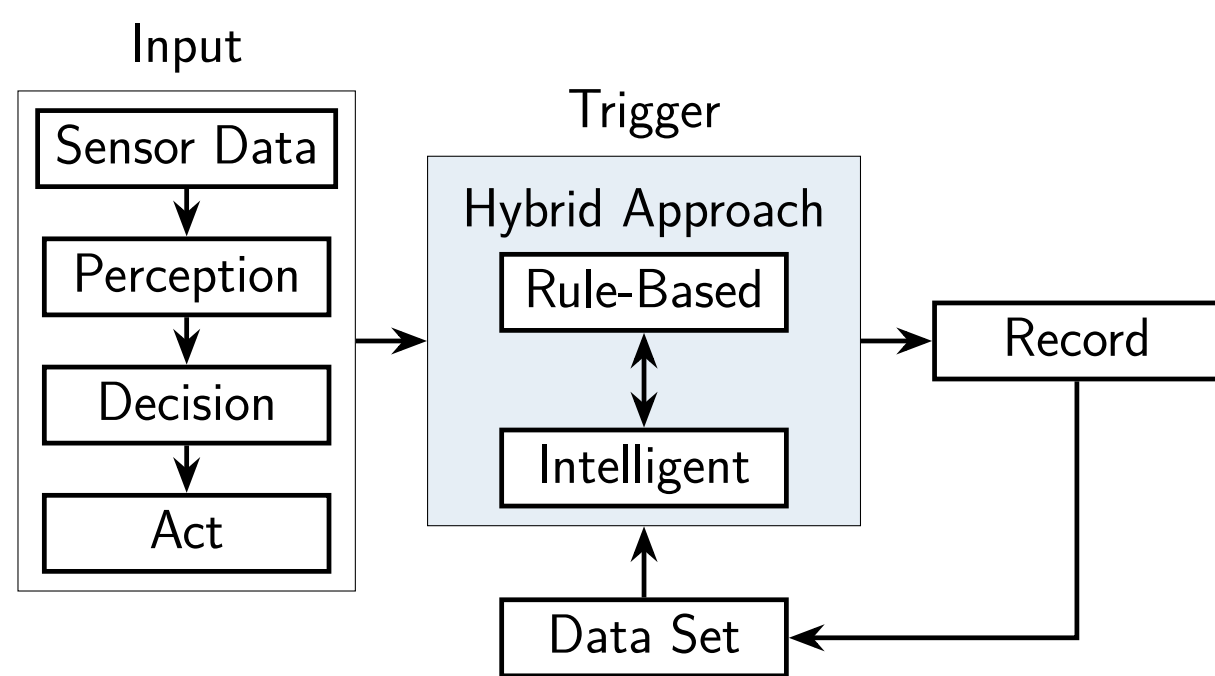 Input
Sensor Data
Perception
Decision
Act
Trigger
Hybrid Approach
Rule-Based
Intelligent
Record
Data Set